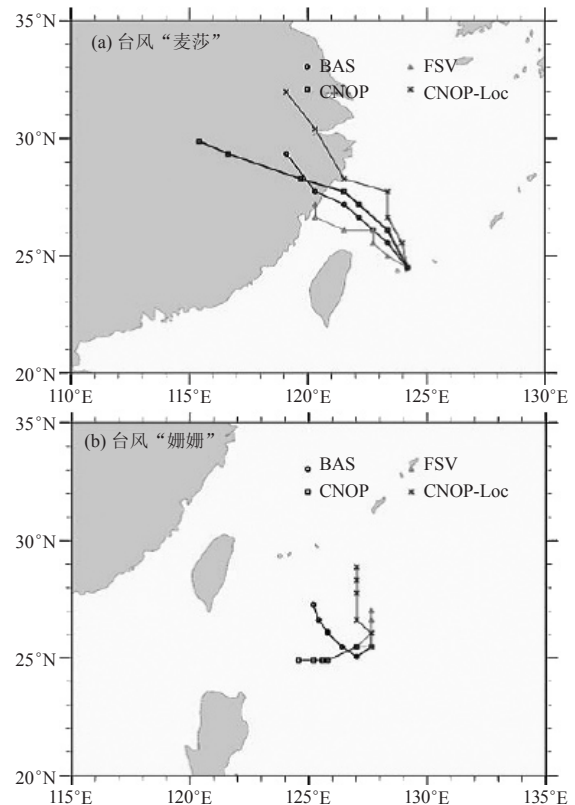 35°N
(a) 台风“麦莎”
BAS
FSV
CNOP
CNOP-Loc
30°N
25°N
20°N
110°E
115°E
120°E
125°E
130°E
35°N
(b) 台风“姗姗”
BAS
FSV
CNOP
CNOP-Loc
30°N
25°N
20°N
115°E
120°E
125°E
130°E
135°E